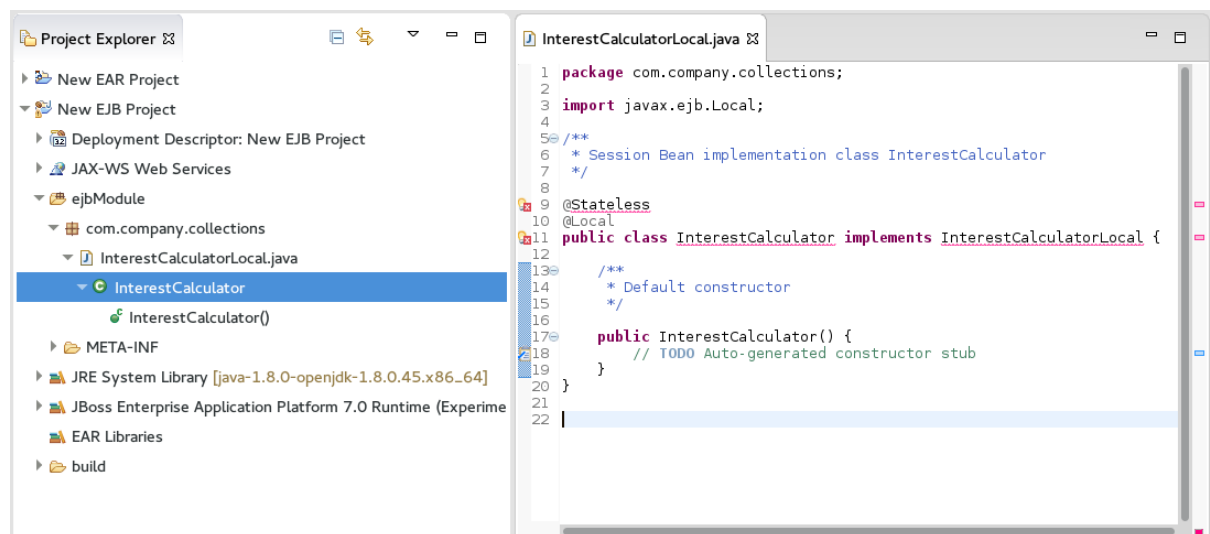 Project Explorer
New EAR Project
New EJB Project
Deployment Descriptor: New EJB Project
JAX-WS Web Services
ejbModule
com.company.collections
InterestCalculatorLocal.java
InterestCalculator
InterestCalculator()
META-INF
JRE System Library [java-1.8.0-openjdk-1.8.0.45.x86_64]
JBoss Enterprise Application Platform 7.0 Runtime (Experime
EAR Libraries
build
InterestCalculatorLocal.java
1 package com.company.collections;
2
3 import javax.ejb.Local;
4
5 /**
6 * Session Bean implementation class InterestCalculator
7 */
8
9 @Stateless
10 @Local
11 public class InterestCalculator implements InterestCalculatorLocal {
12
13 /**
14 * Default constructor
15 */
16
17 public InterestCalculator() {
18 // TODO Auto-generated constructor stub
19 }
20 }
21
22